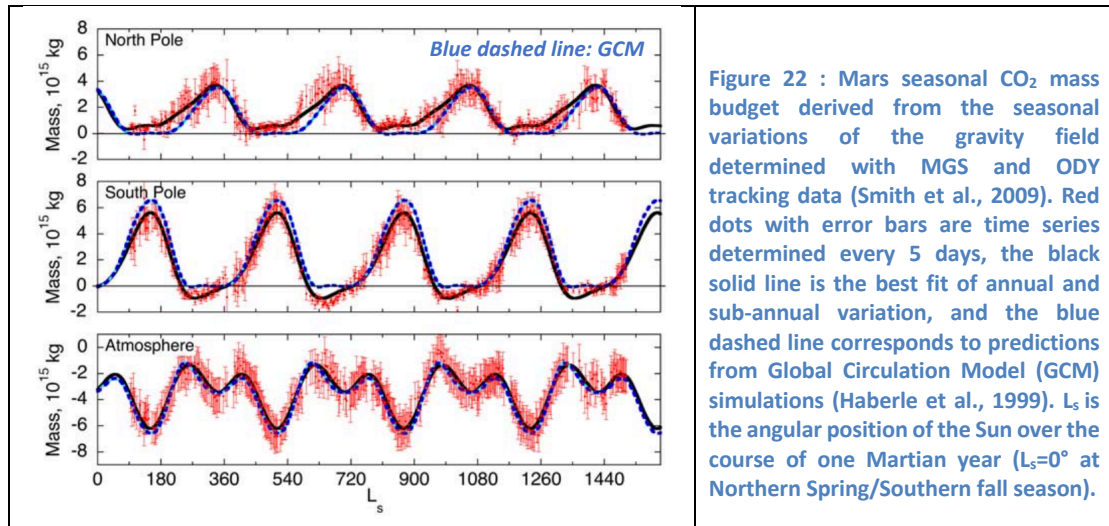 8
6
4
2
0
-2
Mass, 10¹⁵ kg
North Pole
Blue dashed line: GCM
8
6
4
2
0
-2
Mass, 10¹⁵ kg
South Pole
0
-2
-4
-6
-8
Mass, 10¹⁵ kg
Atmosphere
0 180 360 540 720 900 1080 1260 1440
Lₛ
Figure 22 : Mars seasonal CO₂ mass
budget derived from the seasonal
variations of the gravity field
determined with MGS and ODY
tracking data (Smith et al., 2009). Red
dots with error bars are time series
determined every 5 days, the black
solid line is the best fit of annual and
sub-annual variation, and the blue
dashed line corresponds to predictions
from Global Circulation Model (GCM)
simulations (Haberle et al., 1999). Lₛ is
the angular position of the Sun over the
course of one Martian year (Lₛ=0° at
Northern Spring/Southern fall season).